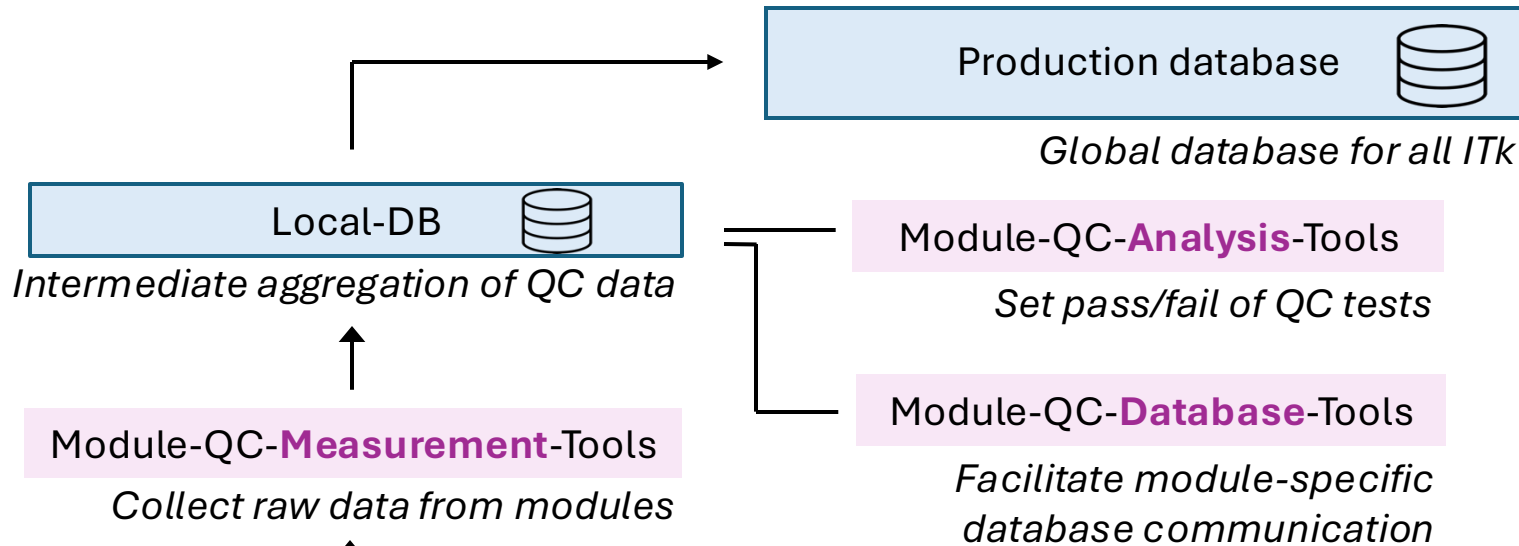 Production database
Global database for all ITk
Local-DB
Intermediate aggregation of QC data
Module-QC-Analysis-Tools
Set pass/fail of QC tests
Module-QC-Measurement-Tools
Collect raw data from modules
Module-QC-Database-Tools
Facilitate module-specific
database communication